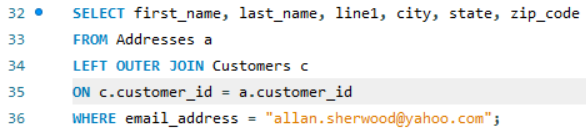 32 SELECT first_name, last_name, line1, city, state, zip_code
33 FROM Addresses a
34 LEFT OUTER JOIN Customers c
35 ON c.customer_id = a.customer_id
36 WHERE email_address = "allan.sherwood@yahoo.com";